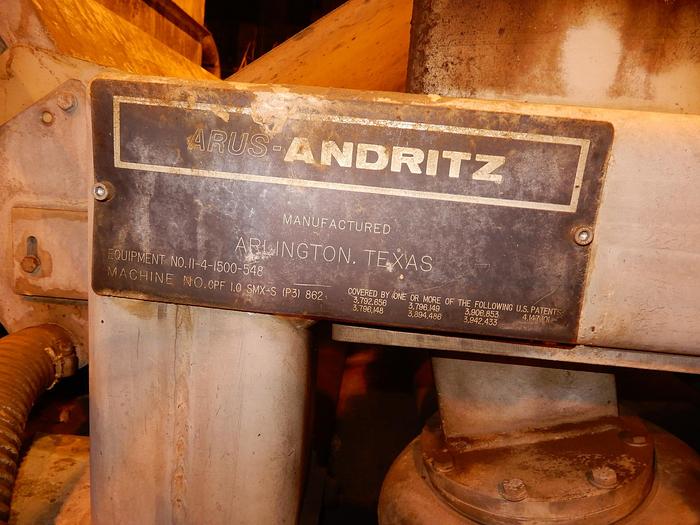 ARUS-ANDRITZ
MANUFACTURED
ARLINGTON, TEXAS
EQUIPMENT NO. 11-4-1500-548
MACHINE NO. CPF 1.0 SMX-S (P3) 862
COVERED BY ONE OR MORE OF THE FOLLOWING U.S. PATENTS
3,792,656 3,796,149 3,906,853
3,796,148 3,894,486 3,942,433